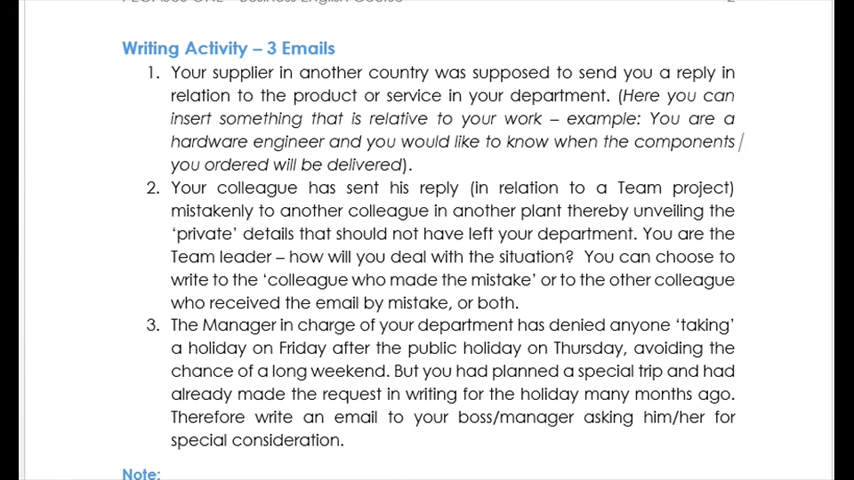 Writing Activity – 3 Emails
1. Your supplier in another country was supposed to send you a reply in
relation to the product or service in your department. (Here you can
insert something that is relative to your work – example: You are a
hardware engineer and you would like to know when the components
you ordered will be delivered).
2. Your colleague has sent his reply (in relation to a Team project)
mistakenly to another colleague in another plant thereby unveiling the
‘private’ details that should not have left your department. You are the
Team leader – how will you deal with the situation? You can choose to
write to the ‘colleague who made the mistake’ or to the other colleague
who received the email by mistake, or both.
3. The Manager in charge of your department has denied anyone ‘taking’
a holiday on Friday after the public holiday on Thursday, avoiding the
chance of a long weekend. But you had planned a special trip and had
already made the request in writing for the holiday many months ago.
Therefore write an email to your boss/manager asking him/her for
special consideration.
Note: